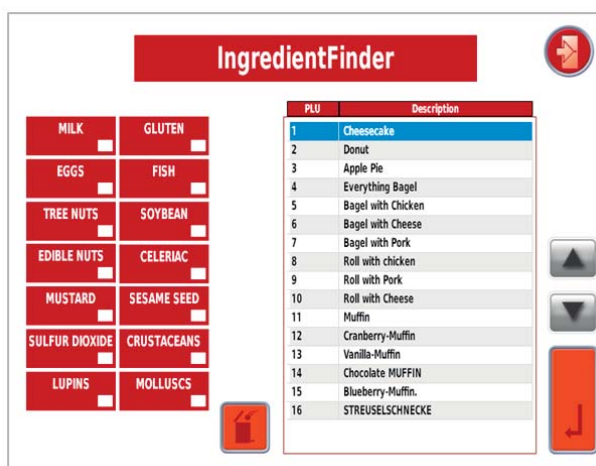 IngredientFinder
MILK
GLUTEN
EGGS
FISH
TREE NUTS
SOYBEAN
EDIBLE NUTS
CELERIAC
MUSTARD
SESAME SEED
SULFUR DIOXIDE
CRUSTACEANS
LUPINS
MOLLUSCS
PLU Description
1 Cheesecake
2 Donut
3 Apple Pie
4 Everything Bagel
5 Bagel with Chicken
6 Bagel with Cheese
7 Bagel with Pork
8 Roll with chicken
9 Roll with Pork
10 Roll with Cheese
11 Muffin
12 Cranberry-Muffin
13 Vanilla-Muffin
14 Chocolate MUFFIN
15 Blueberry-Muffin.
16 STREUSELSCHNECKE